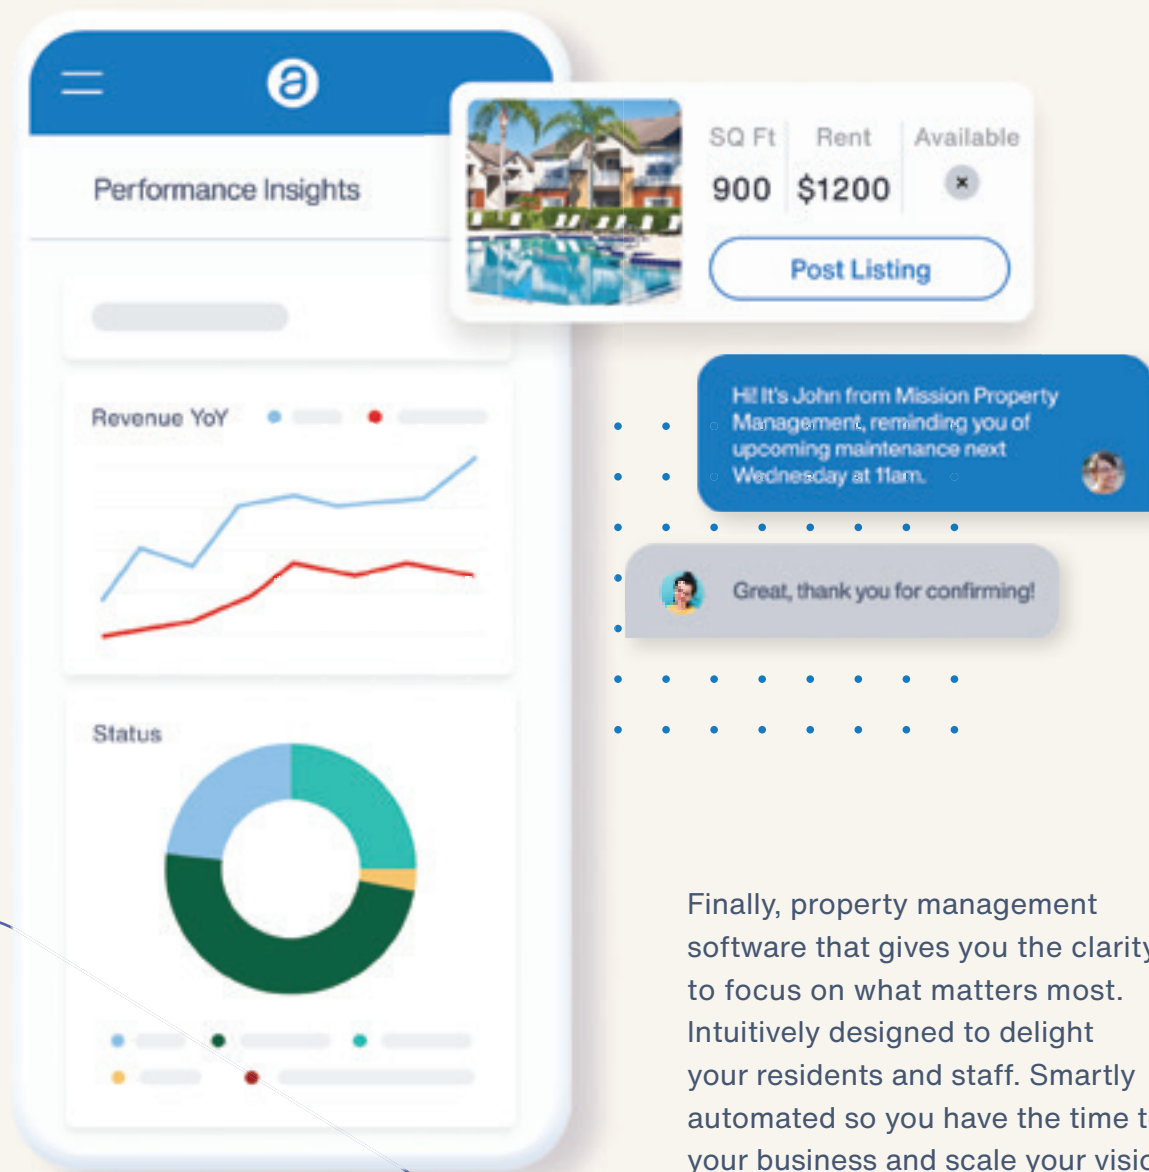 a
Performance Insights
SQ Ft Rent Available
900 $1200
Post Listing
Revenue YoY
Hi! It's John from Mission Property
Management, reminding you of
upcoming maintenance next
Wednesday at 11am.
Great, thank you for confirming!
Status
Finally, property management
software that gives you the clarity
to focus on what matters most.
Intuitively designed to delight
your residents and staff. Smartly
automated so you have the time
your business and scale your